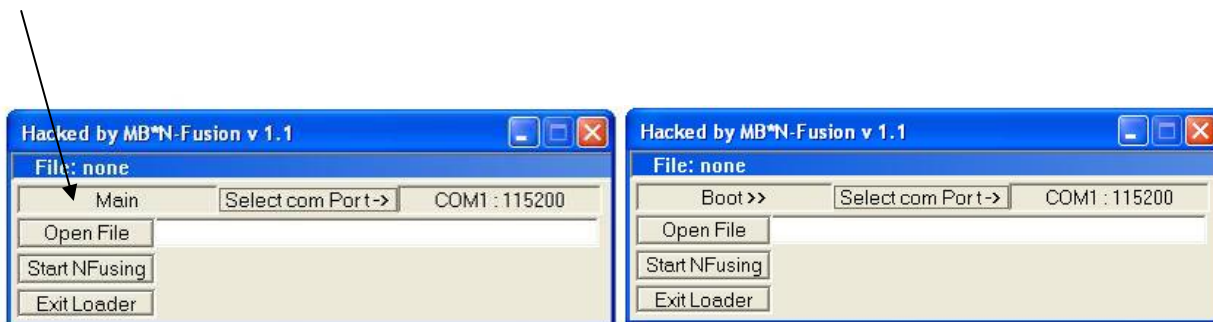 Hacked by MB*N-Fusion v 1.1
File: none
Main Select com Port-> COM1 : 115200
Open File
Start NFusing
Exit Loader
Hacked by MB*N-Fusion v 1.1
File: none
Boot >> Select com Port-> COM1 : 115200
Open File
Start NFusing
Exit Loader